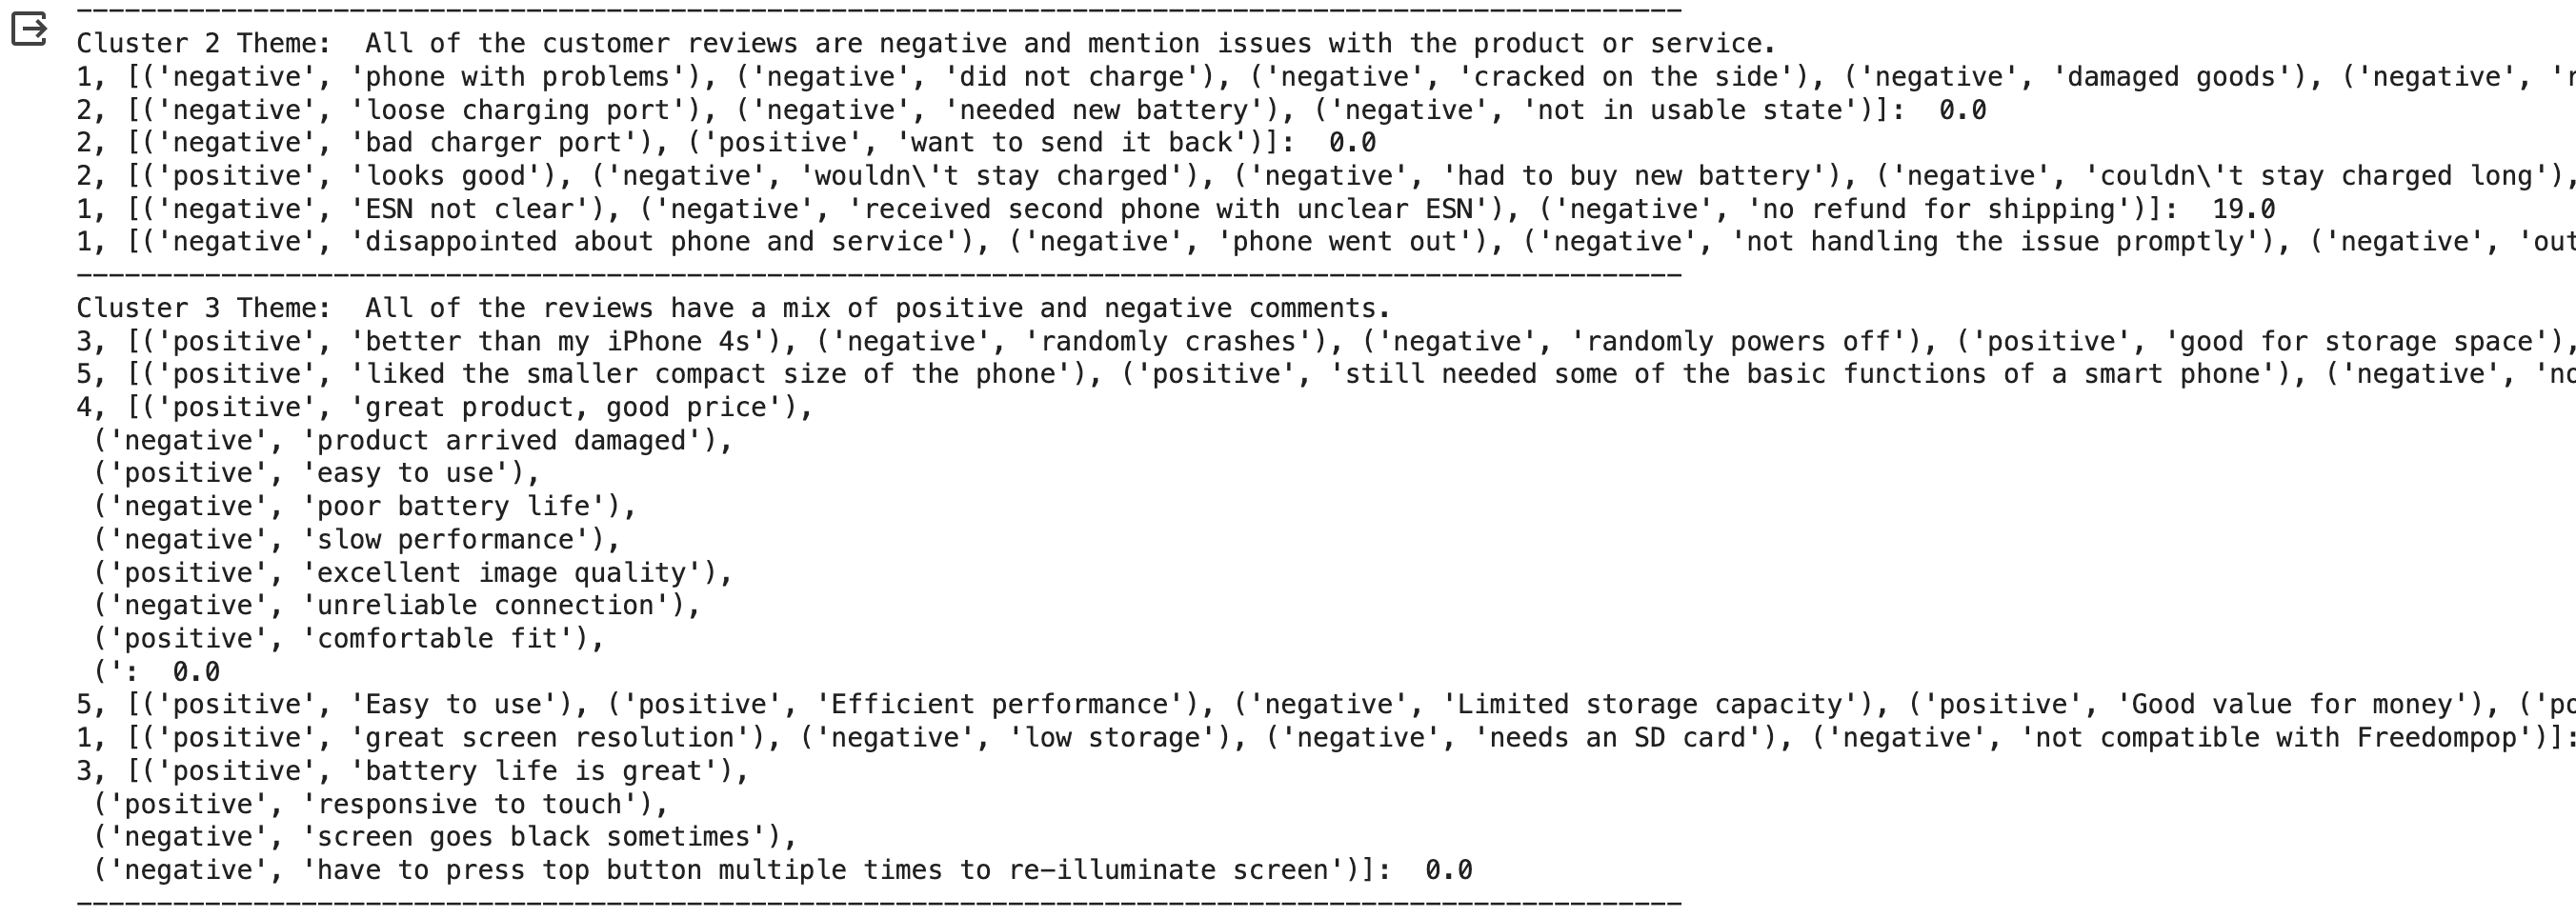 ----------------------------------------------------------------------------------------------------
Cluster 2 Theme:  All of the customer reviews are negative and mention issues with the product or service.
1, [('negative', 'phone with problems'), ('negative', 'did not charge'), ('negative', 'cracked on the side'), ('negative', 'damaged goods'), ('negative', 'r
2, [('negative', 'loose charging port'), ('negative', 'needed new battery'), ('negative', 'not in usable state')]:  0.0
2, [('negative', 'bad charger port'), ('positive', 'want to send it back')]:  0.0
2, [('positive', 'looks good'), ('negative', 'wouldn\'t stay charged'), ('negative', 'had to buy new battery'), ('negative', 'couldn\'t stay charged long'),
1, [('negative', 'ESN not clear'), ('negative', 'received second phone with unclear ESN'), ('negative', 'no refund for shipping')]:  19.0
1, [('negative', 'disappointed about phone and service'), ('negative', 'phone went out'), ('negative', 'not handling the issue promptly'), ('negative', 'out
----------------------------------------------------------------------------------------------------
Cluster 3 Theme:  All of the reviews have a mix of positive and negative comments.
3, [('positive', 'better than my iPhone 4s'), ('negative', 'randomly crashes'), ('negative', 'randomly powers off'), ('positive', 'good for storage space'),
5, [('positive', 'liked the smaller compact size of the phone'), ('positive', 'still needed some of the basic functions of a smart phone'), ('negative', 'no
4, [('positive', 'great product, good price'),
 ('negative', 'product arrived damaged'),
 ('positive', 'easy to use'),
 ('negative', 'poor battery life'),
 ('negative', 'slow performance'),
 ('positive', 'excellent image quality'),
 ('negative', 'unreliable connection'),
 ('positive', 'comfortable fit'),
 (':  0.0
5, [('positive', 'Easy to use'), ('positive', 'Efficient performance'), ('negative', 'Limited storage capacity'), ('positive', 'Good value for money'), ('po
1, [('positive', 'great screen resolution'), ('negative', 'low storage'), ('negative', 'needs an SD card'), ('negative', 'not compatible with Freedompop')]:
3, [('positive', 'battery life is great'),
 ('positive', 'responsive to touch'),
 ('negative', 'screen goes black sometimes'),
 ('negative', 'have to press top button multiple times to re-illuminate screen')]:  0.0
----------------------------------------------------------------------------------------------------